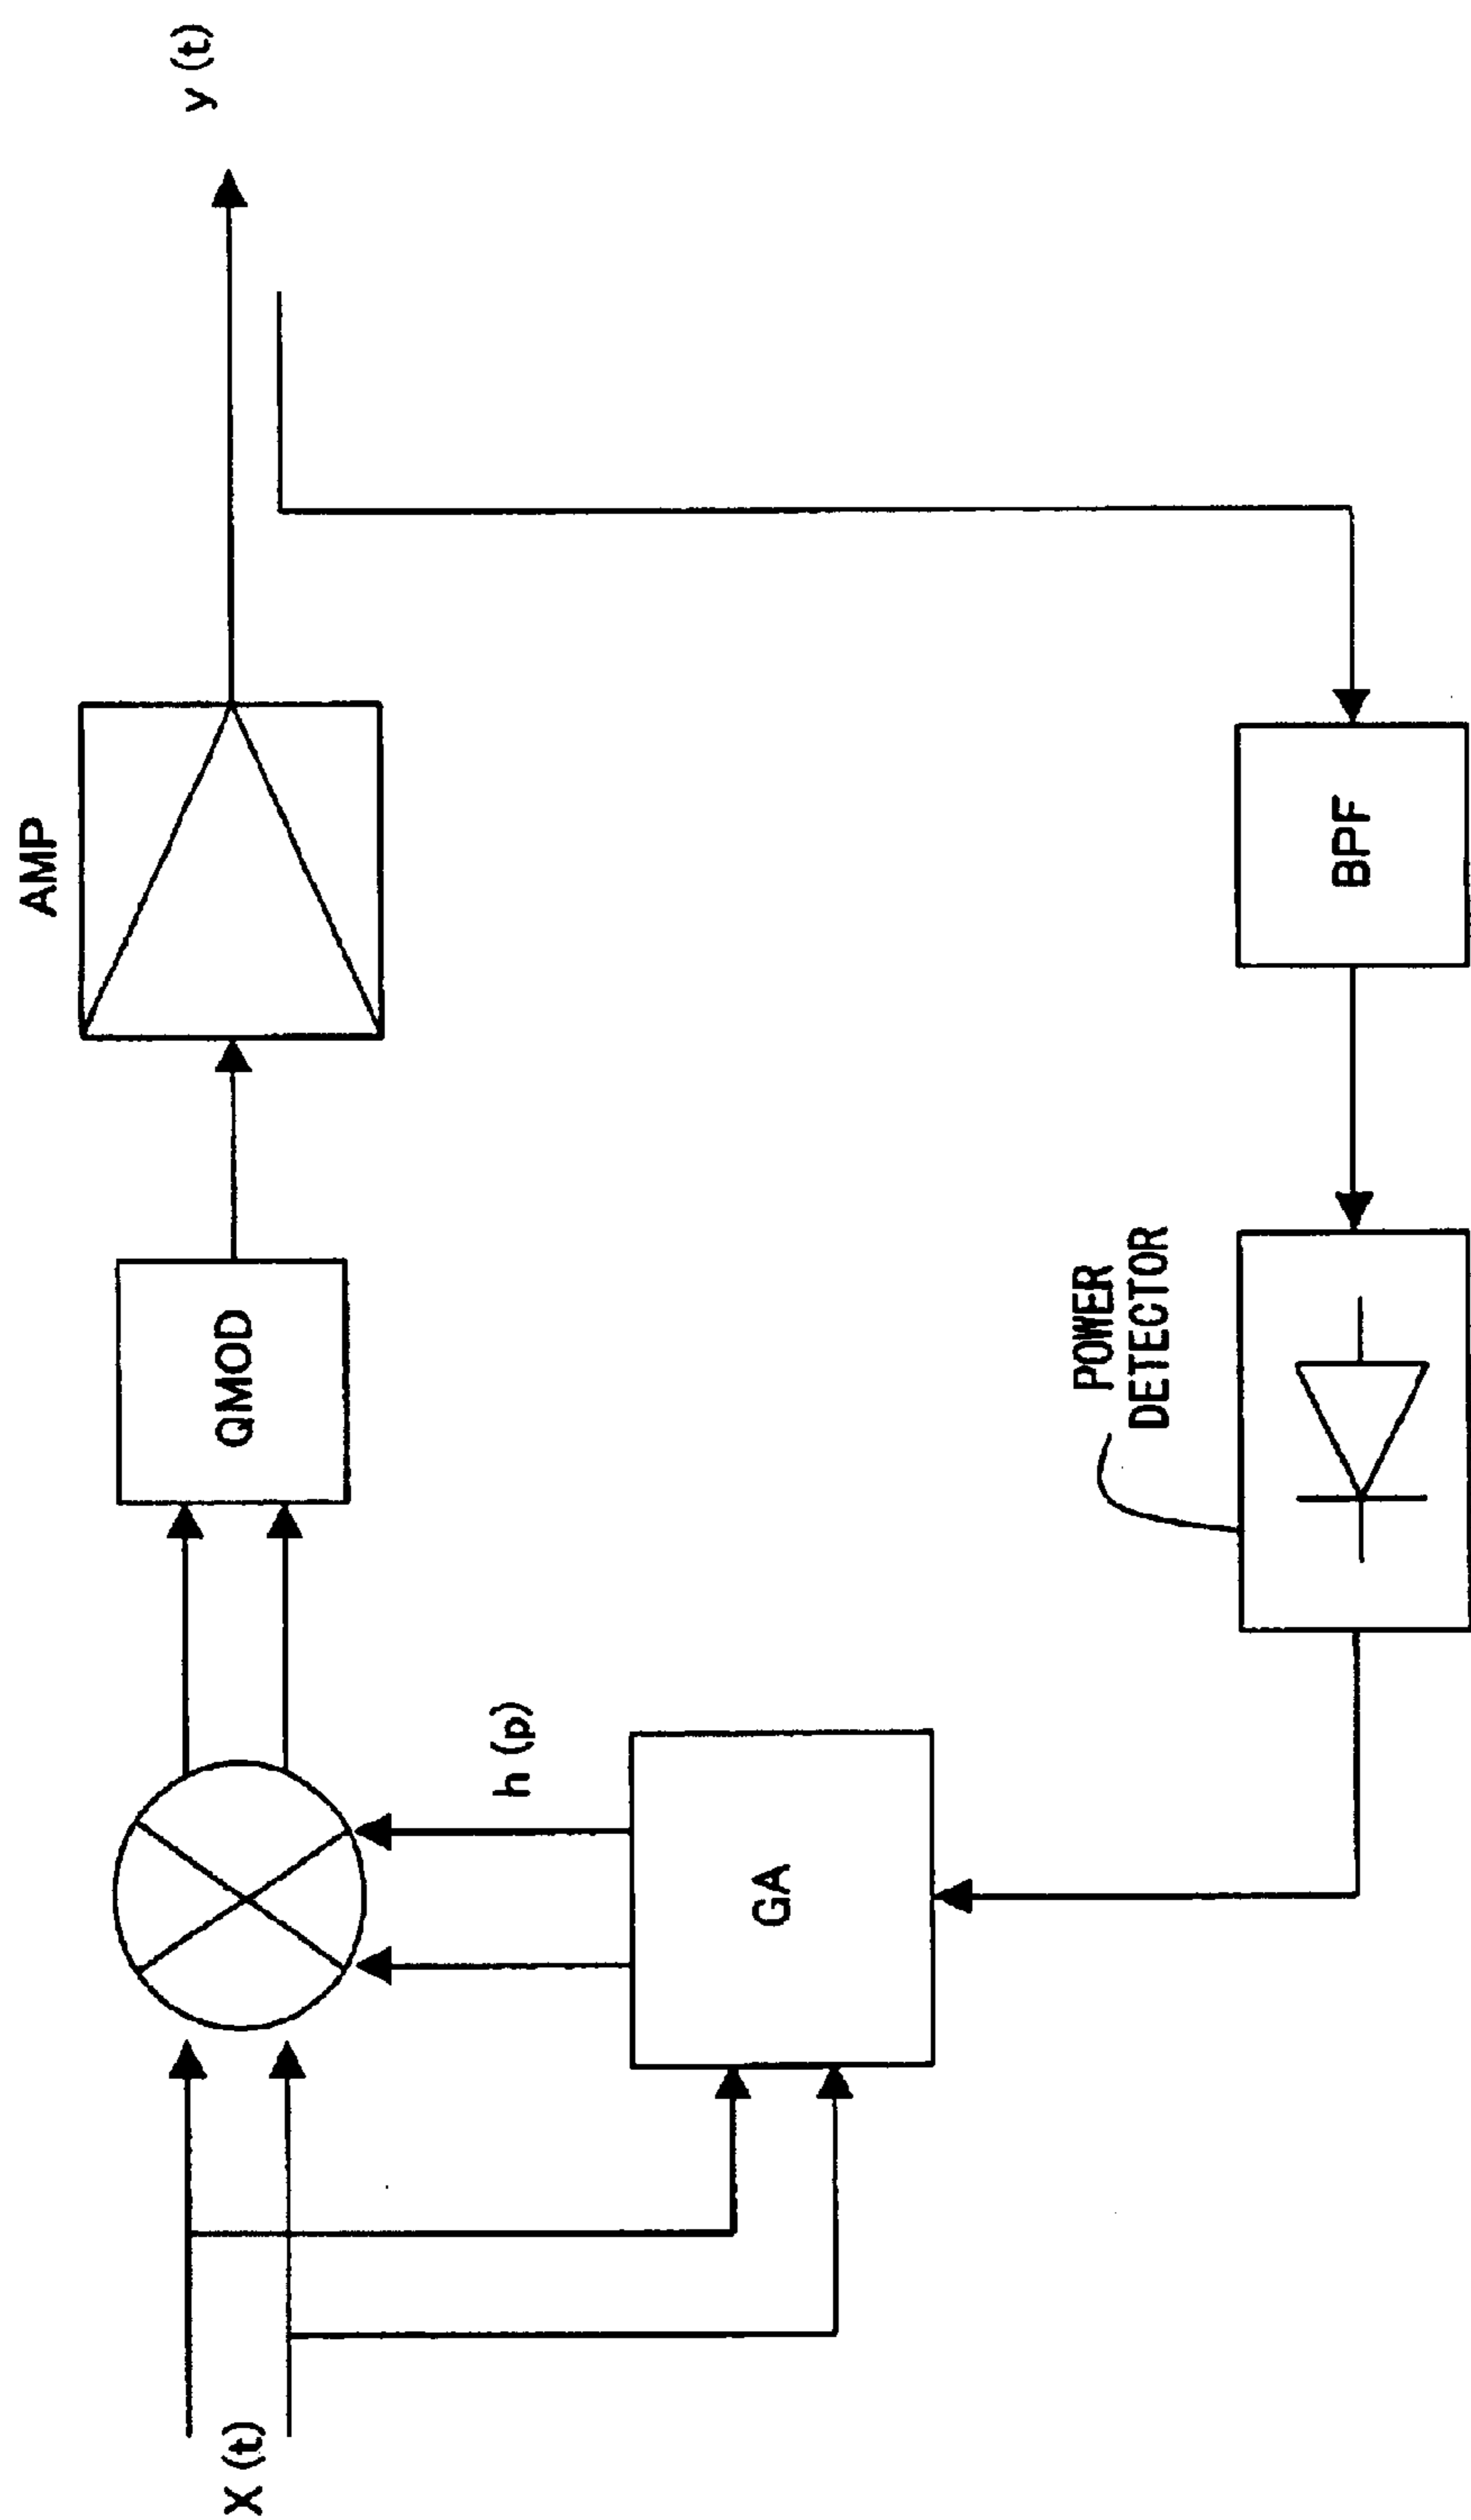 AMP
y(t)
QMOD
X(t)
h(p)
GA
POWER
DETECTOR
BPF